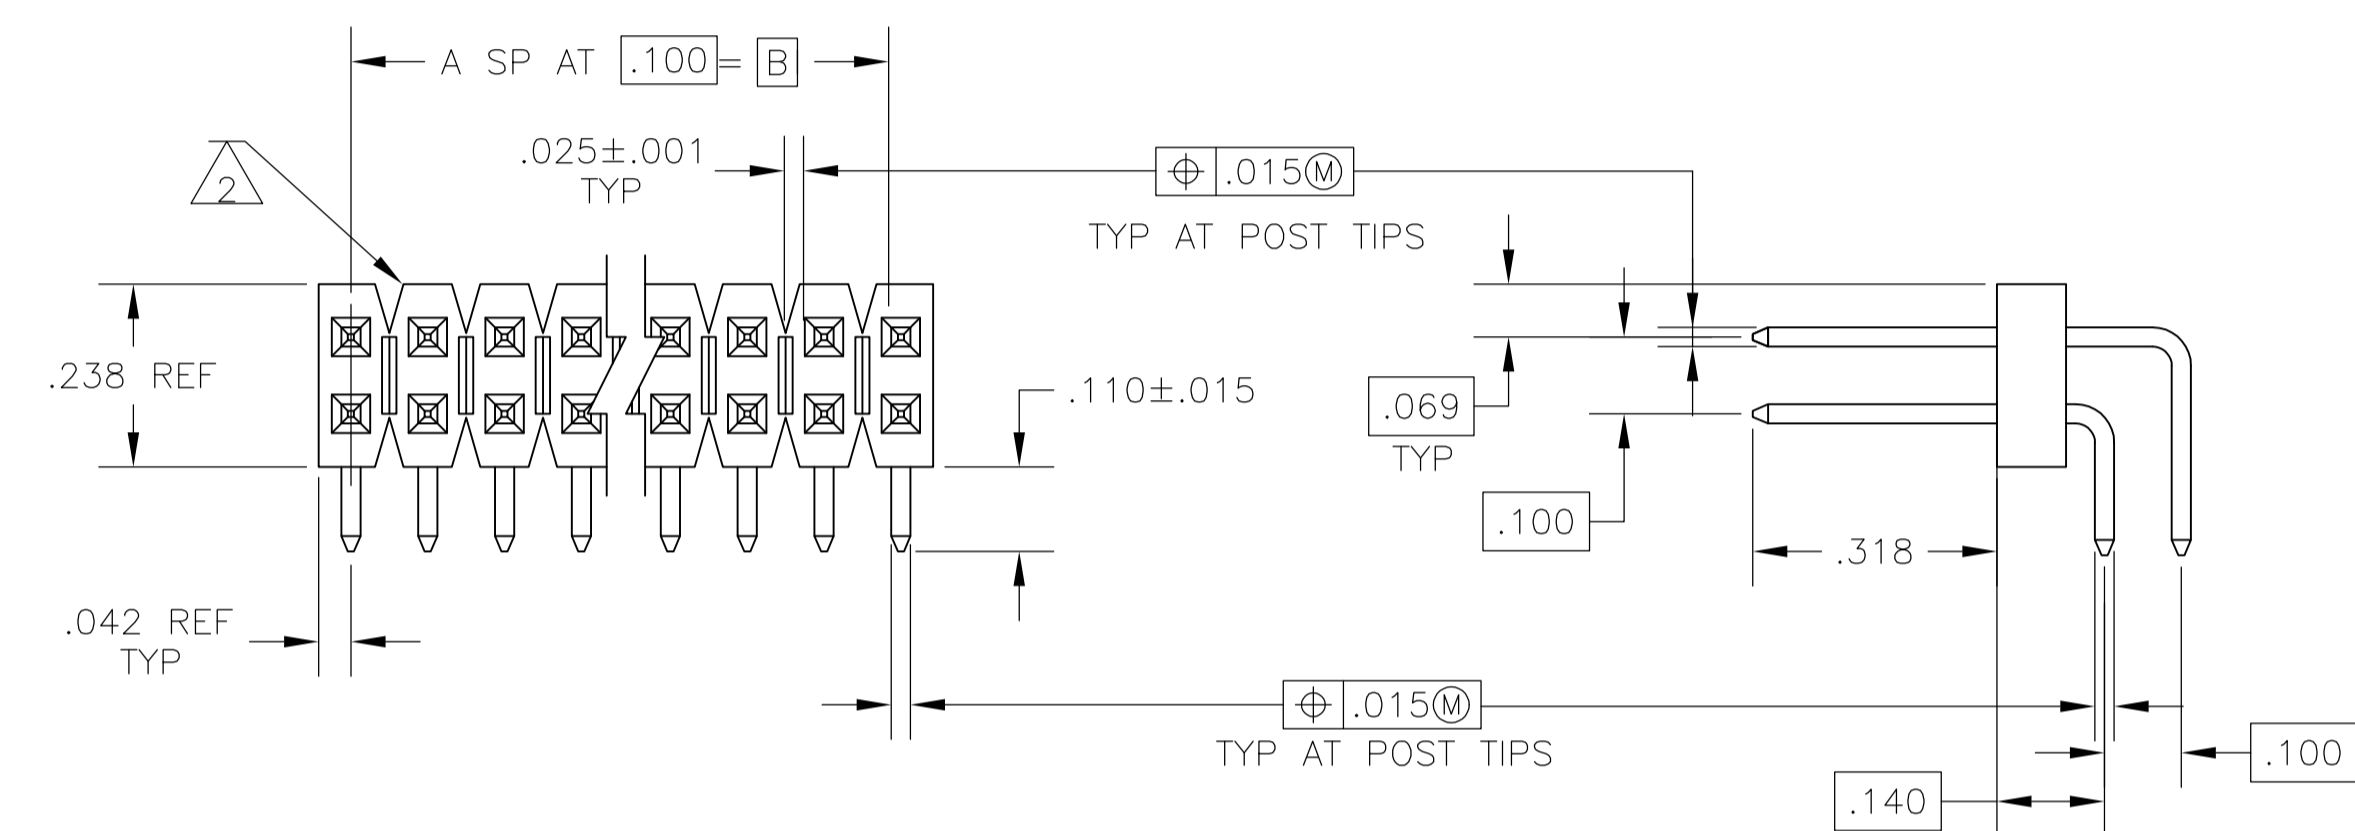 A SP AT .100 = B
.025±.001
TYP
2
⌖ .015Ⓜ
TYP AT POST TIPS
.238 REF
.110±.015
.069
TYP
.100
.318
.042 REF
TYP
⌖ .015Ⓜ
TYP AT POST TIPS
.100
.140